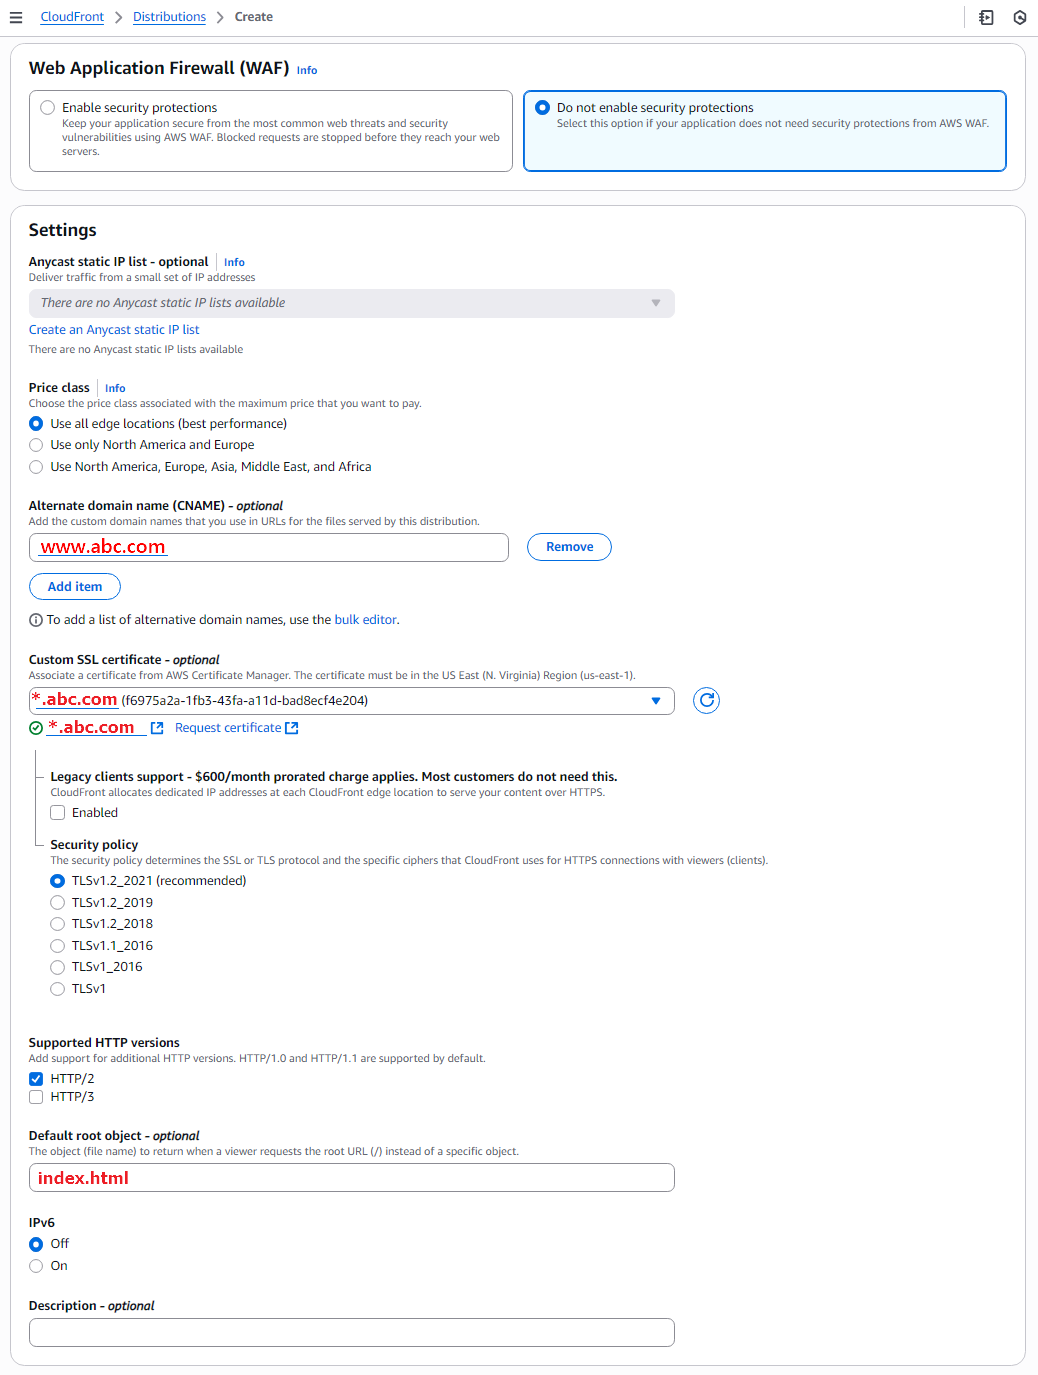 CloudFront > Distributions > Create
Web Application Firewall (WAF) Info
Enable security protections
Keep your application secure from the most common web threats and security
vulnerabilities using AWS WAF. Blocked requests are stopped before they reach your web
servers.
Do not enable security protections
Select this option if your application does not need security protections from AWS WAF.
Settings
Anycast static IP list - optional Info
Deliver traffic from a small set of IP addresses
There are no Anycast static IP lists available
Create an Anycast static IP list
There are no Anycast static IP lists available
Price class Info
Choose the price class associated with the maximum price that you want to pay.
Use all edge locations (best performance)
Use only North America and Europe
Use North America, Europe, Asia, Middle East, and Africa
Alternate domain name (CNAME) - optional
Add the custom domain names that you use in URLs for the files served by this distribution.
www.abc.com Remove
Add item
To add a list of alternative domain names, use the bulk editor.
Custom SSL certificate - optional
Associate a certificate from AWS Certificate Manager. The certificate must be in the US East (N. Virginia) Region (us-east-1).
*.abc.com (f6975a2a-1fb3-43fa-a11d-bad8ecf4e204)
*.abc.com Request certificate
Legacy clients support - $600/month prorated charge applies. Most customers do not need this.
CloudFront allocates dedicated IP addresses at each CloudFront edge location to serve your content over HTTPS.
Enabled
Security policy
The security policy determines the SSL or TLS protocol and the specific ciphers that CloudFront uses for HTTPS connections with viewers (clients).
TLSv1.2_2021 (recommended)
TLSv1.2_2019
TLSv1.2_2018
TLSv1.1_2016
TLSv1_2016
TLSv1
Supported HTTP versions
Add support for additional HTTP versions. HTTP/1.0 and HTTP/1.1 are supported by default.
HTTP/2
HTTP/3
Default root object - optional
The object (file name) to return when a viewer requests the root URL (/) instead of a specific object.
index.html
IPv6
Off
On
Description - optional